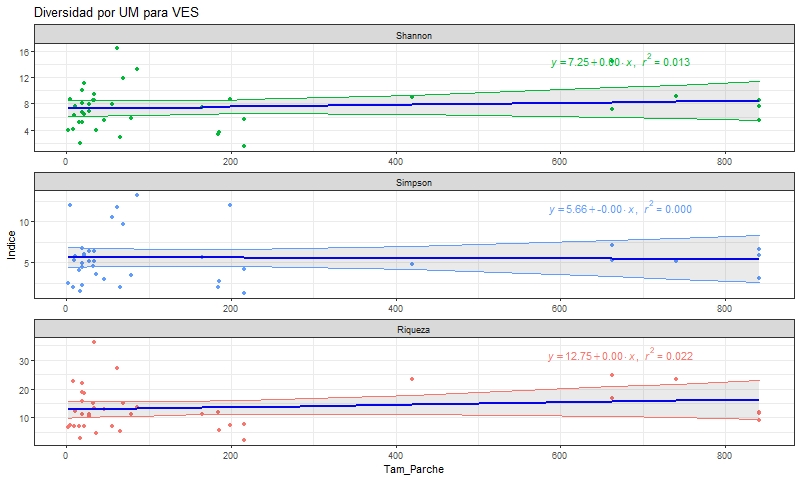 Diversidad por UM para VES
Shannon
16
12
8
4
y = 7.25 + 0.00 · x, r² = 0.013
0 200 400 600 800
Simpson
10
5
y = 5.66 + -0.00 · x, r² = 0.000
0 200 400 600 800
Indice
Riqueza
30
20
10
y = 12.75 + 0.00 · x, r² = 0.022
0 200 400 600 800
Tam_Parche